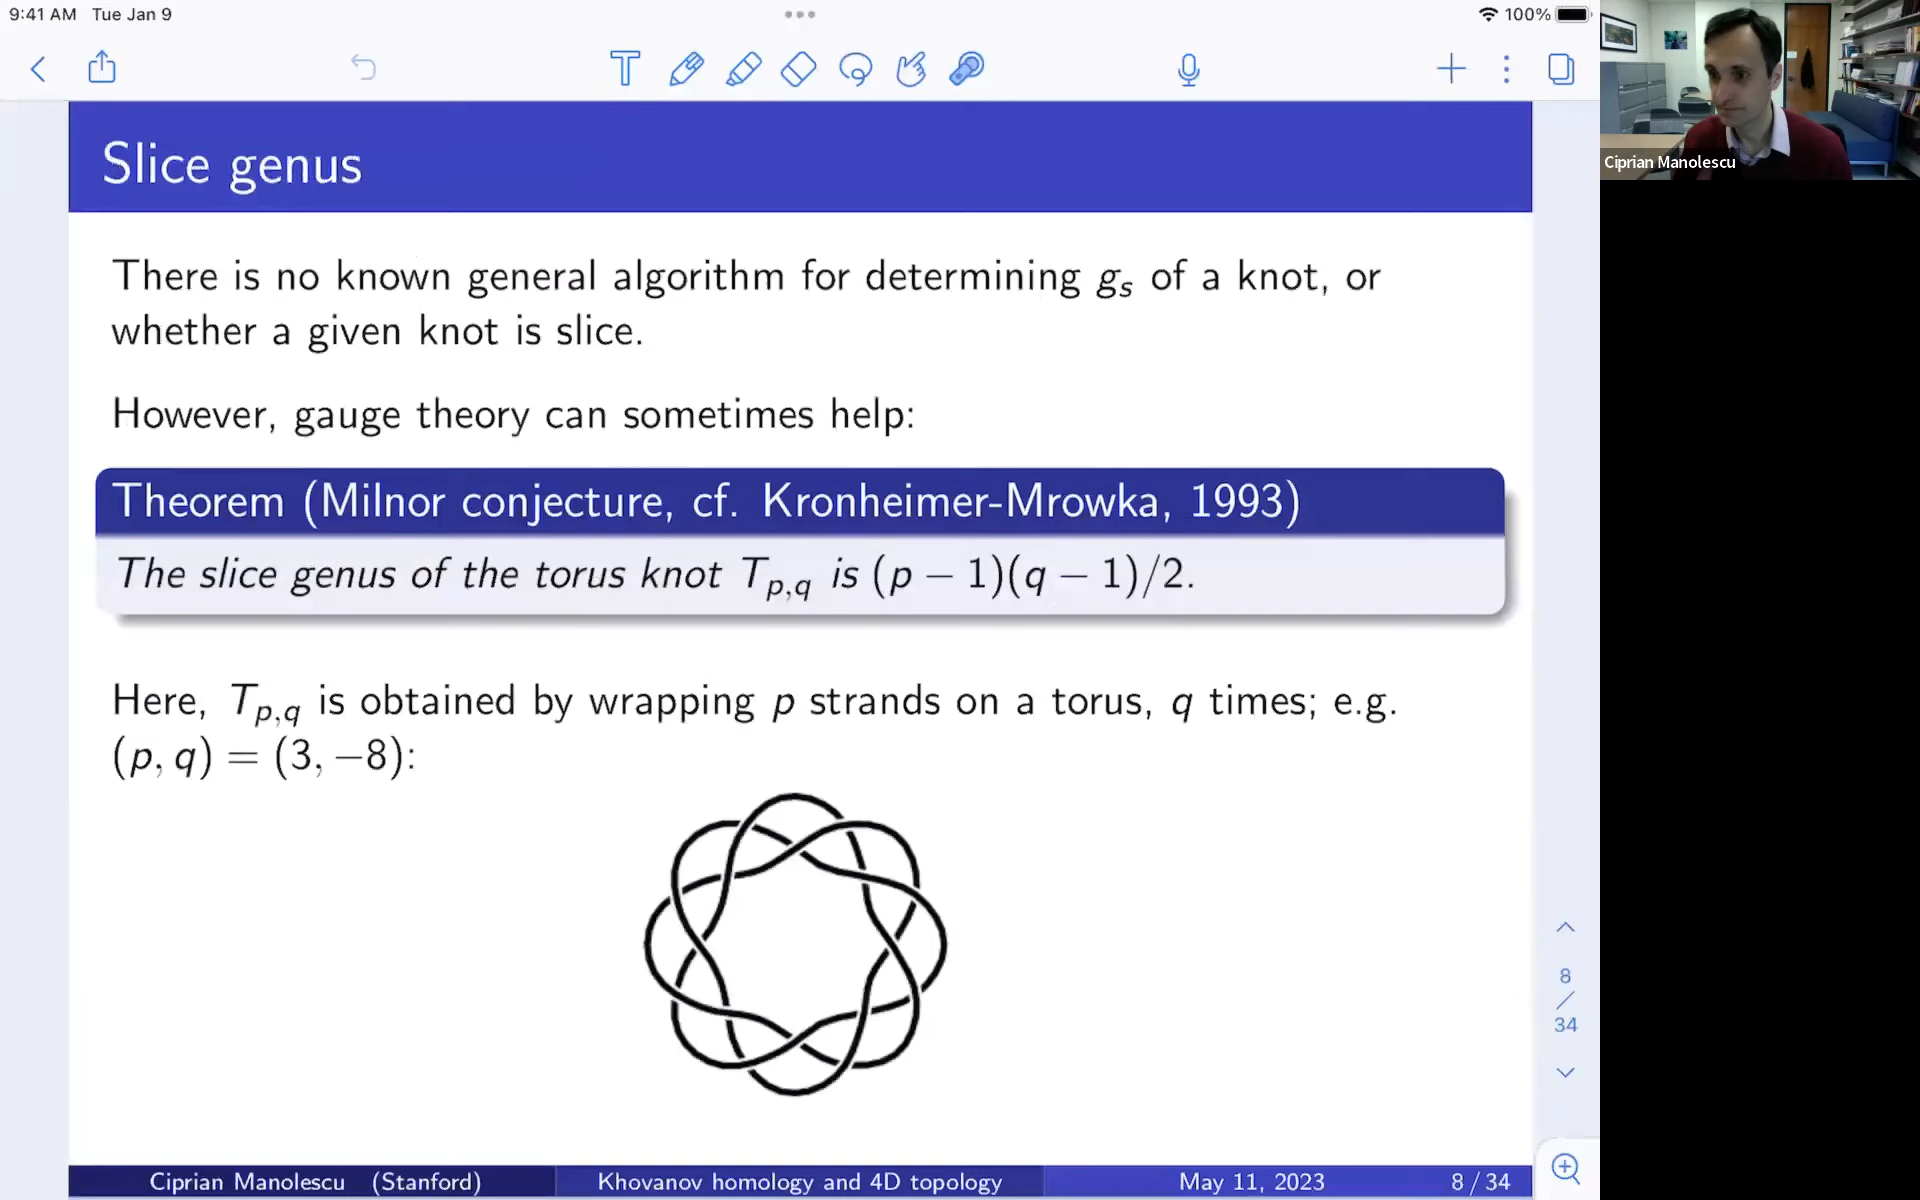 9:41 AM Tue Jan 9
100%
Ciprian Manolescu
Slice genus
There is no known general algorithm for determining gₛ of a knot, or
whether a given knot is slice.
However, gauge theory can sometimes help:
Theorem (Milnor conjecture, cf. Kronheimer-Mrowka, 1993)
The slice genus of the torus knot T_{p,q} is (p − 1)(q − 1)/2.
Here, T_{p,q} is obtained by wrapping p strands on a torus, q times; e.g.
(p, q) = (3, −8):
8
/
34
Ciprian Manolescu (Stanford) Khovanov homology and 4D topology May 11, 2023 8 / 34